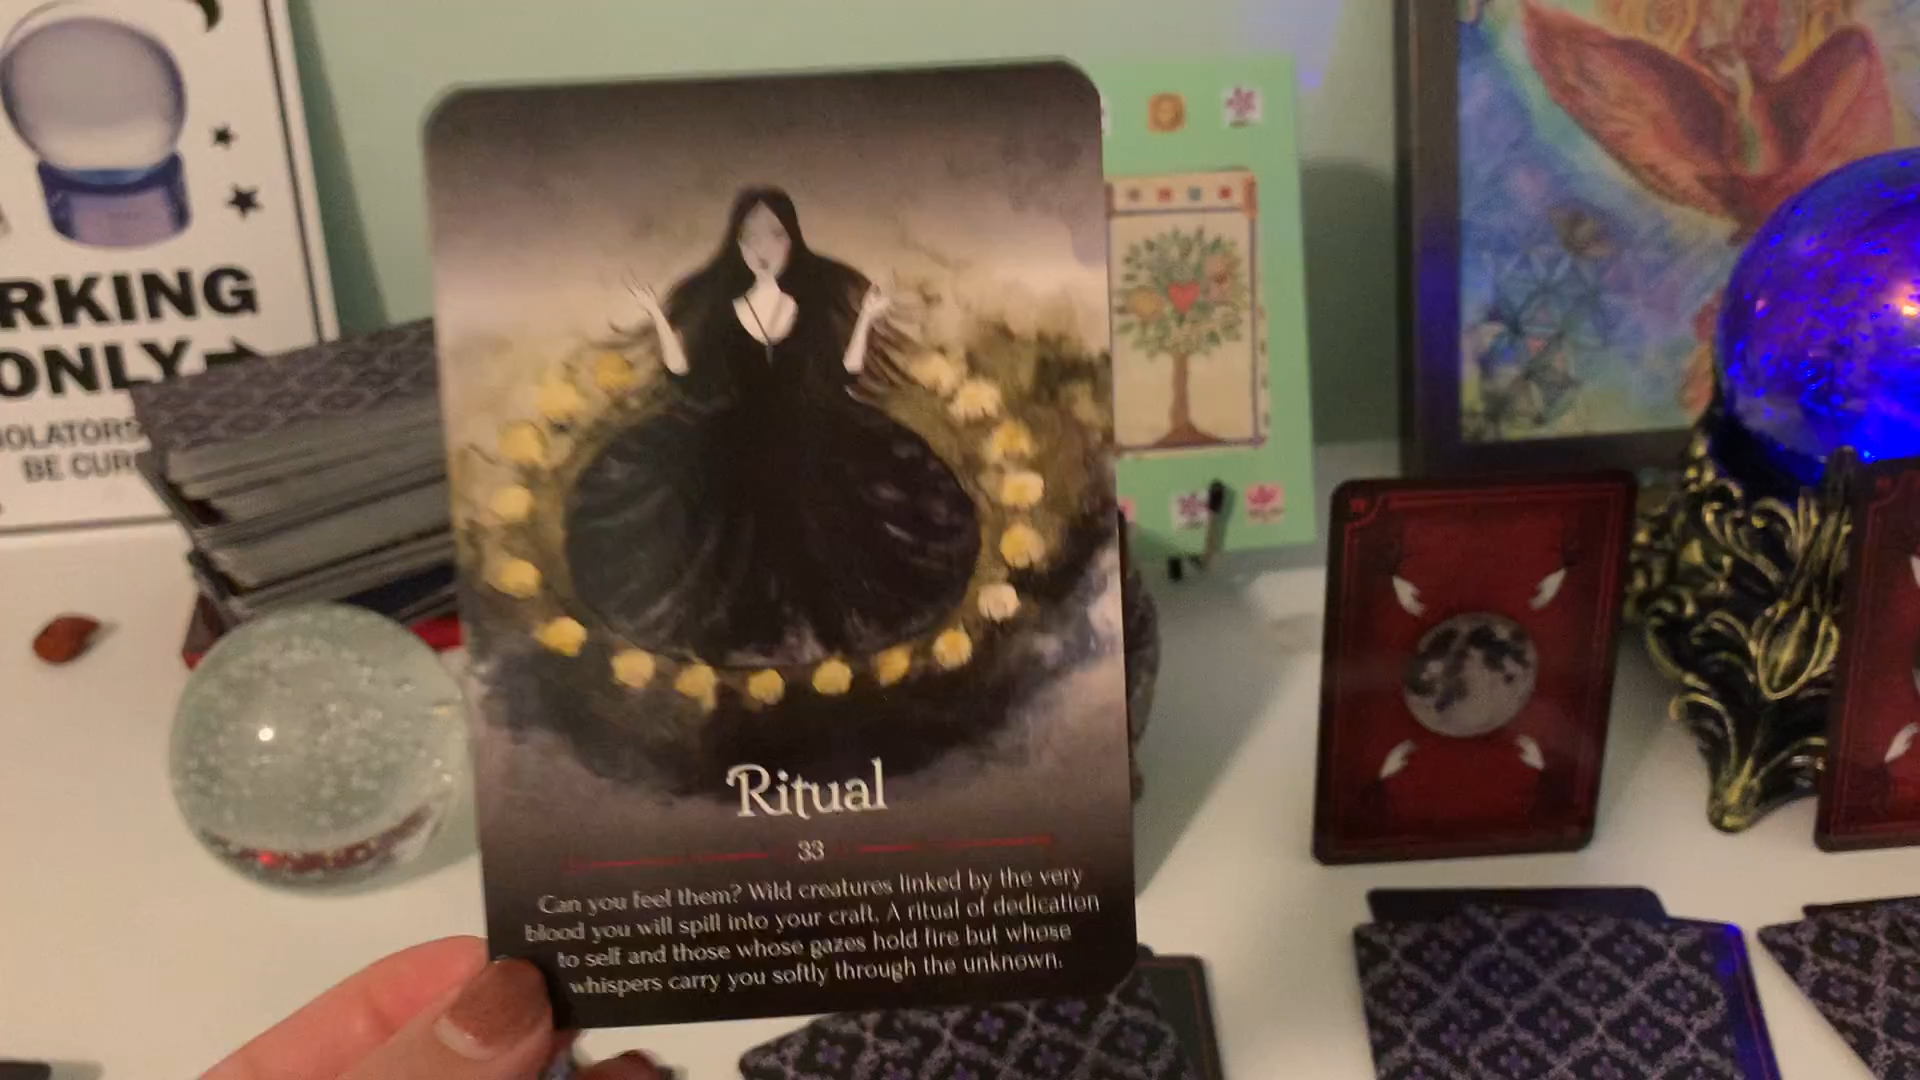 RKING
ONLY
OLATORS
BE CUR
Ritual
33
Can you feel them? Wild creatures linked by the very
blood you will spill into your craft. A ritual of dedication
to self and those whose gazes hold fire but whose
whispers carry you softly through the unknown.